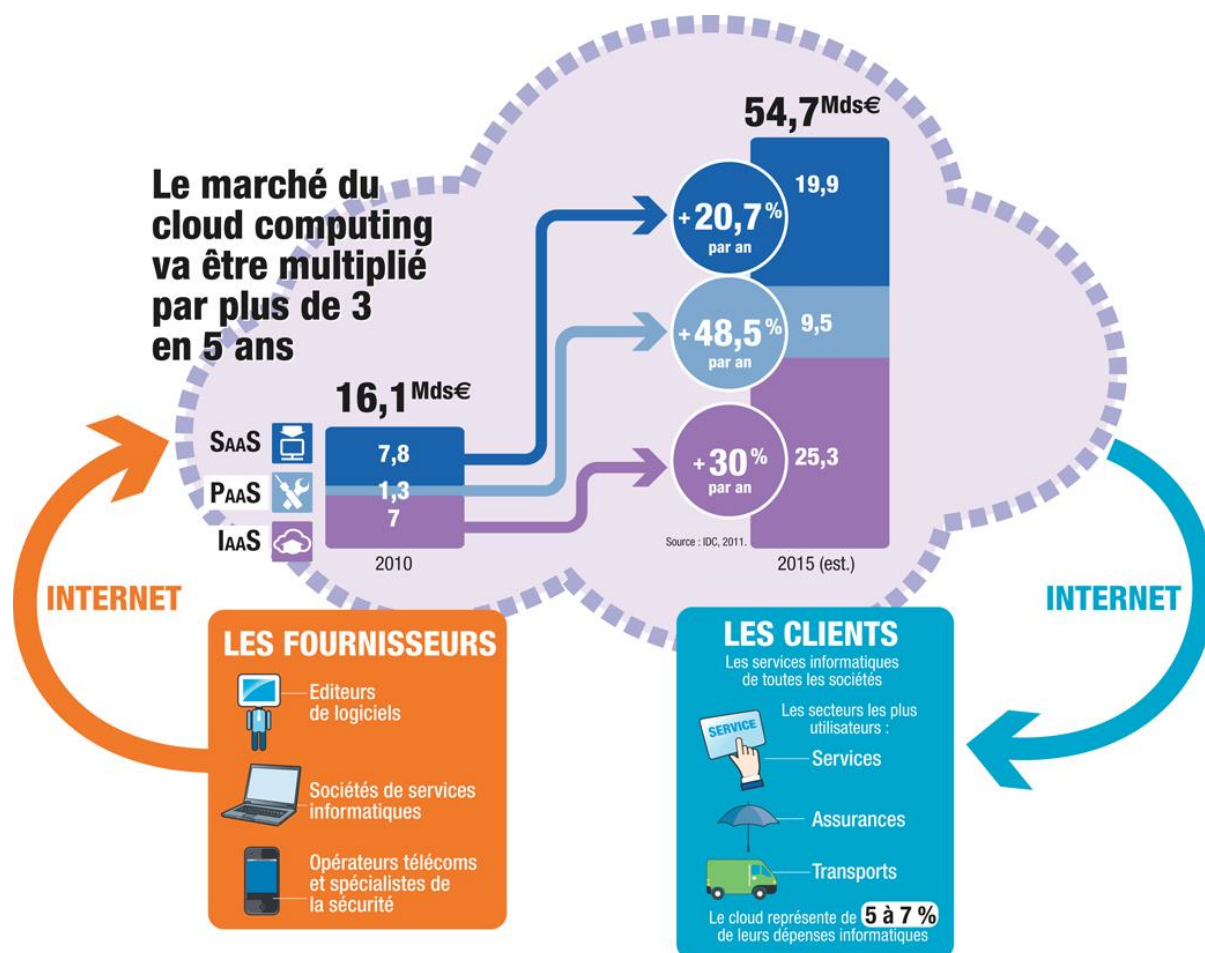 Le marché du
cloud computing
va être multiplié
par plus de 3
en 5 ans
16,1 Mds€
SAAS
7,8
PAAS
1,3
IAAS
7
2010
54,7 Mds€
+20,7%
par an
19,9
+48,5%
par an
9,5
+30%
par an
25,3
Source : IDC, 2011.
2015 (est.)
INTERNET
INTERNET
LES FOURNISSEURS
Editeurs
de logiciels
Sociétés de services
informatiques
Opérateurs télécoms
et spécialistes de
la sécurité
LES CLIENTS
Les services informatiques
de toutes les sociétés
Les secteurs les plus
utilisateurs :
SERVICE
Services
Assurances
Transports
Le cloud représente de 5 à 7 %
de leurs dépenses informatiques